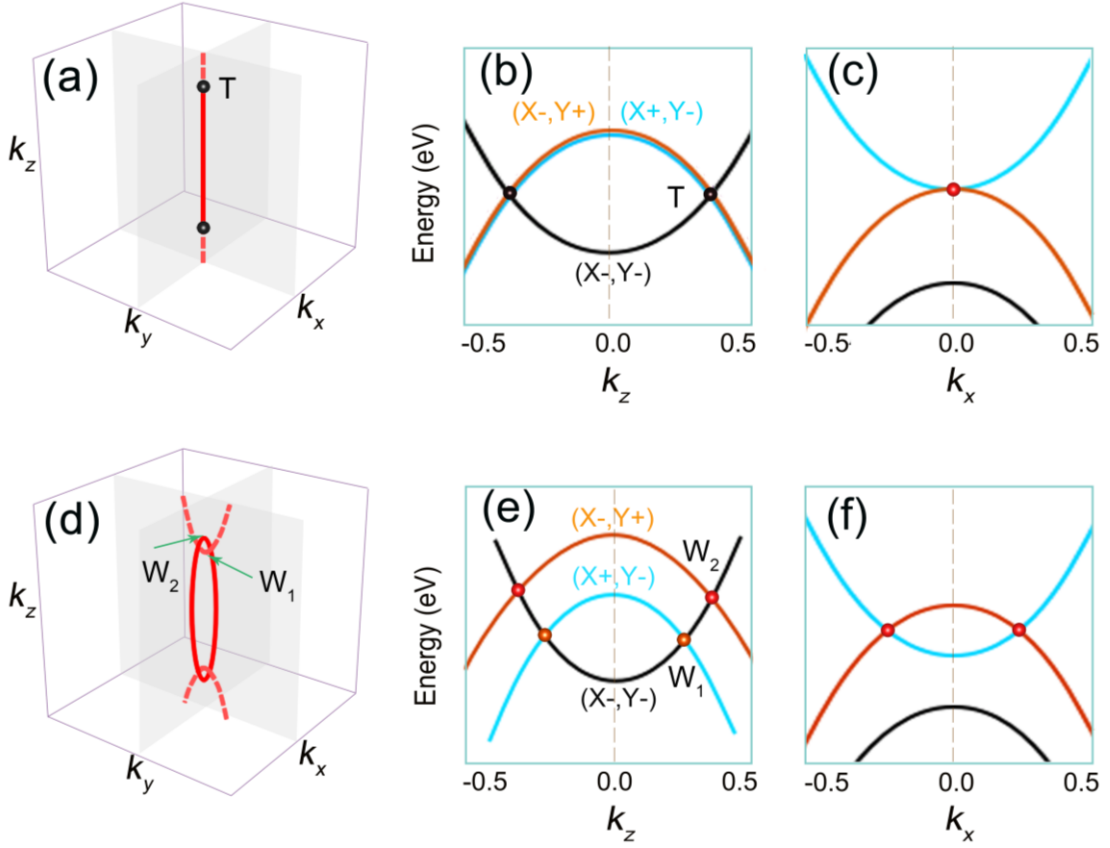 (a)
T
k_z
k_y
k_x
(b)
(X-,Y+) (X+,Y-)
T
(X-,Y-)
Energy (eV)
-0.5 0.0 0.5
k_z
(c)
-0.5 0.0 0.5
k_x
(d)
W_2
W_1
k_z
k_y
k_x
(e)
(X-,Y+)
W_2
(X+,Y-)
W_1
(X-,Y-)
Energy (eV)
-0.5 0.0 0.5
k_z
(f)
-0.5 0.0 0.5
k_x